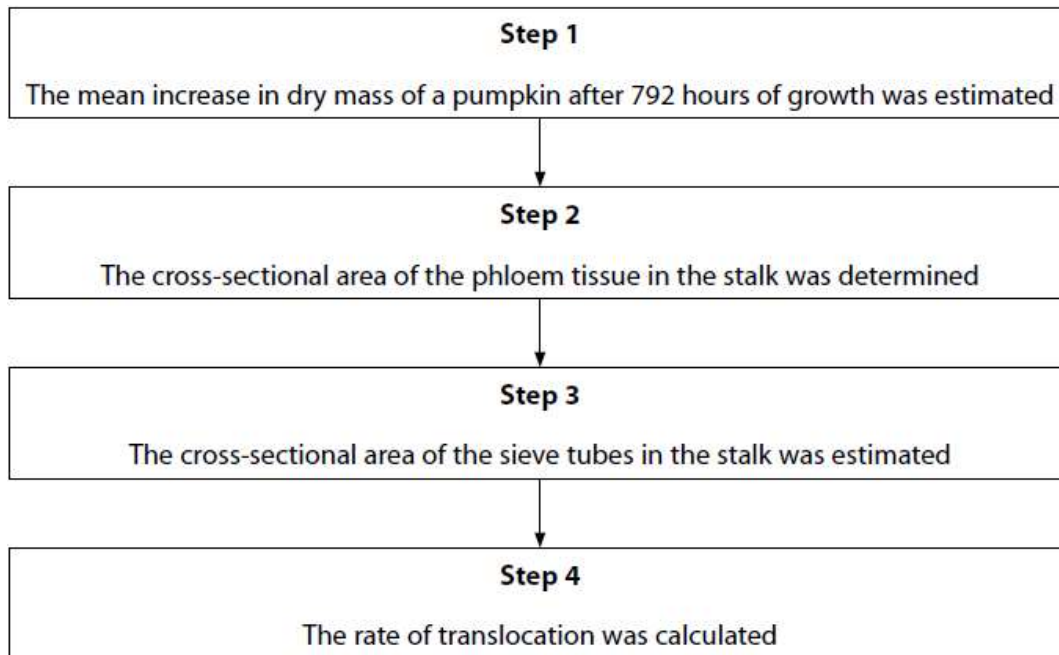 Step 1
The mean increase in dry mass of a pumpkin after 792 hours of growth was estimated
Step 2
The cross-sectional area of the phloem tissue in the stalk was determined
Step 3
The cross-sectional area of the sieve tubes in the stalk was estimated
Step 4
The rate of translocation was calculated